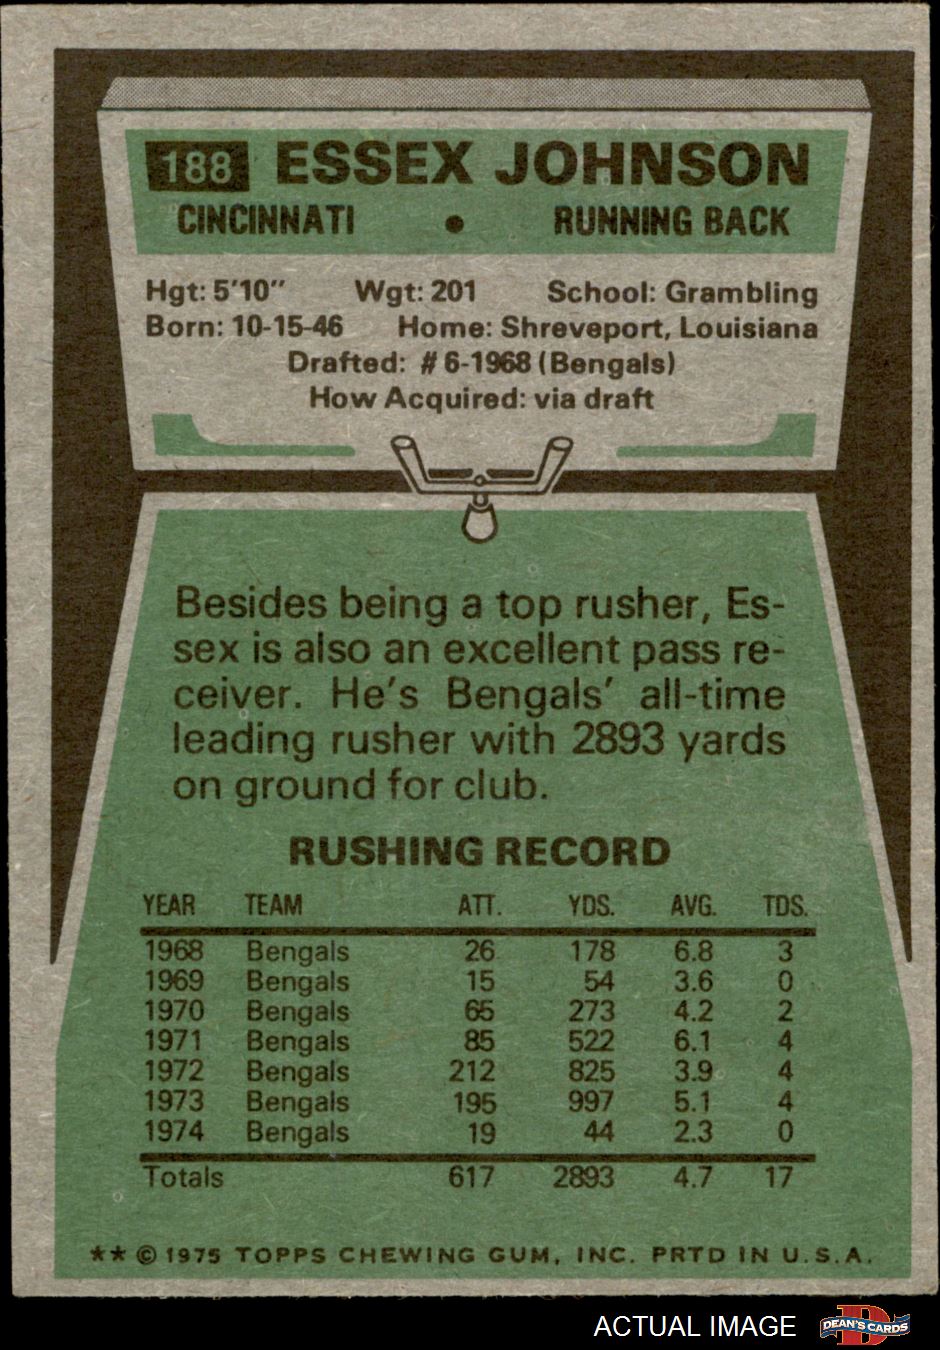 188 ESSEX JOHNSON
CINCINNATI • RUNNING BACK
Hgt: 5'10" Wgt: 201 School: Grambling
Born: 10-15-46 Home: Shreveport, Louisiana
Drafted: #6-1968 (Bengals)
How Acquired: via draft
Besides being a top rusher, Es-
sex is also an excellent pass re-
ceiver. He's Bengals' all-time
leading rusher with 2893 yards
on ground for club.
RUSHING RECORD
YEAR TEAM ATT. YDS. AVG. TDS.
1968 Bengals 26 178 6.8 3
1969 Bengals 15 54 3.6 0
1970 Bengals 65 273 4.2 2
1971 Bengals 85 522 6.1 4
1972 Bengals 212 825 3.9 4
1973 Bengals 195 997 5.1 4
1974 Bengals 19 44 2.3 0
Totals 617 2893 4.7 17
** © 1975 TOPPS CHEWING GUM, INC. PRTD IN U.S.A.
ACTUAL IMAGE D DEAN'S CARDS